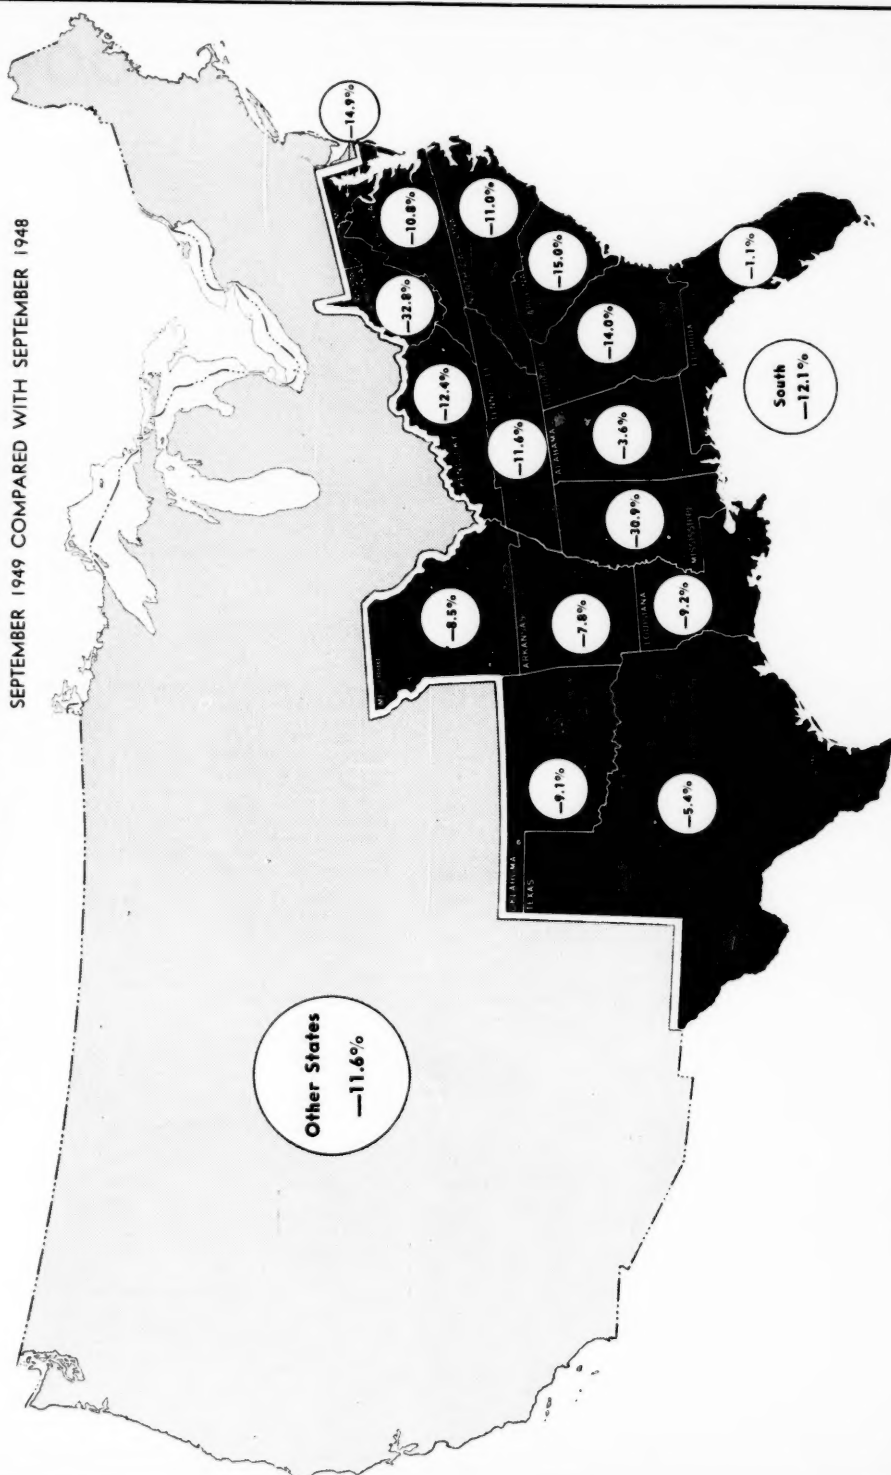 SEPTEMBER 1949 COMPARED WITH SEPTEMBER 1948
Other States
—11.6%
OKLAHOMA
TEXAS
—9.1%
—5.4%
—8.5%
ARKANSAS
—7.8%
LOUISIANA
—9.2%
—30.9%
MISSISSIPPI
ALABAMA
—3.6%
—11.6%
—12.4%
—32.8%
—10.8%
—14.9%
—11.0%
—15.0%
—14.0%
FLORIDA
—1.1%
South
—12.1%